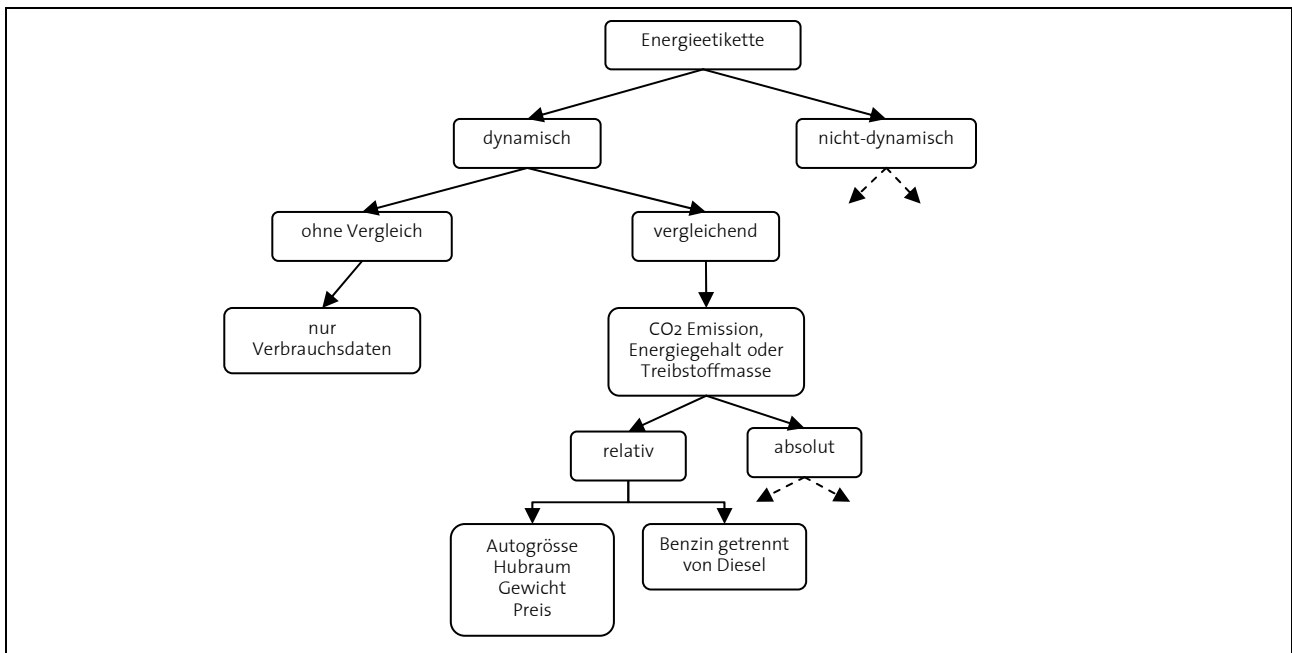 Energieetikette
dynamisch
nicht-dynamisch
ohne Vergleich
vergleichend
nur
Verbrauchsdaten
CO2 Emission,
Energiegehalt oder
Treibstoffmasse
relativ
absolut
Autogrösse
Hubraum
Gewicht
Preis
Benzin getrennt
von Diesel